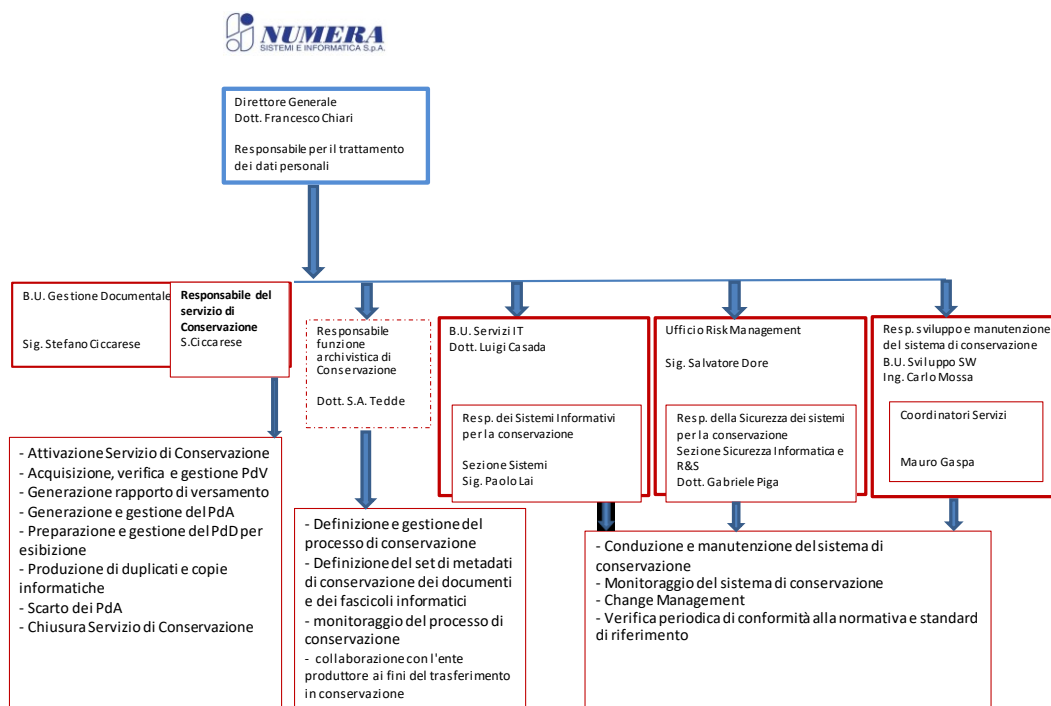 NUMERA
SISTEMI E INFORMATICA S.p.A.
Direttore Generale
Dott. Francesco Chiari
Responsabile per il trattamento
dei dati personali
B.U. Gestione Documentale
Sig. Stefano Ciccarese
Responsabile del
servizio di
Conservazione
S.Ciccarese
Responsabile
funzione
archivistica di
Conservazione
Dott. S.A. Tedde
B.U. Servizi IT
Dott. Luigi Casada
Resp. dei Sistemi Informativi
per la conservazione
Sezione Sistemi
Sig. Paolo Lai
Ufficio Risk Management
Sig. Salvatore Dore
Resp. della Sicurezza dei sistemi
per la conservazione
Sezione Sicurezza Informatica e
R&S
Dott. Gabriele Piga
Resp. sviluppo e manutenzione
del sistema di conservazione
B.U. Sviluppo SW
Ing. Carlo Mossa
Coordinatori Servizi
Mauro Gaspa
- Attivazione Servizio di Conservazione
- Acquisizione, verifica e gestione PdV
- Generazione rapporto di versamento
- Generazione e gestione del PdA
- Preparazione e gestione del PdD per
esibizione
- Produzione di duplicati e copie
informatiche
- Scarto dei PdA
- Chiusura Servizio di Conservazione
- Definizione e gestione del
processo di conservazione
- Definizione del set di metadati
di conservazione dei documenti
e dei fascicoli informatici
- monitoraggio del processo di
conservazione
- collaborazione con l'ente
produttore ai fini del trasferimento
in conservazione
- Conduzione e manutenzione del sistema di
conservazione
- Monitoraggio del sistema di conservazione
- Change Management
- Verifica periodica di conformità alla normativa e standard
di riferimento